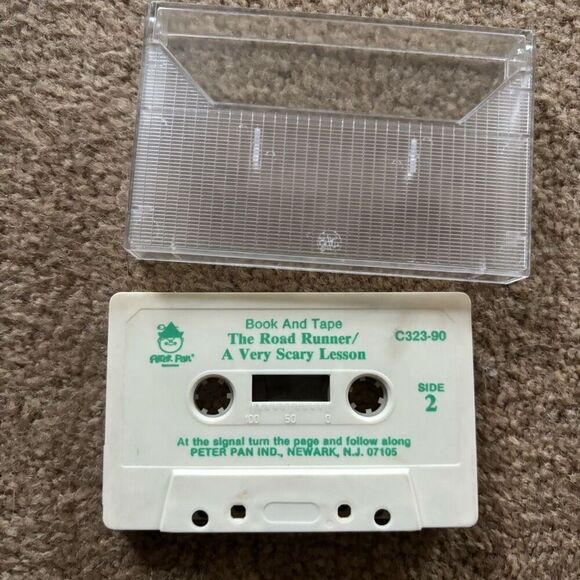 Book And Tape
The Road Runner/
A Very Scary Lesson
C323-90
Peter Pan
SIDE
2
100 50 0
At the signal turn the page and follow along
PETER PAN IND., NEWARK, N.J. 07105